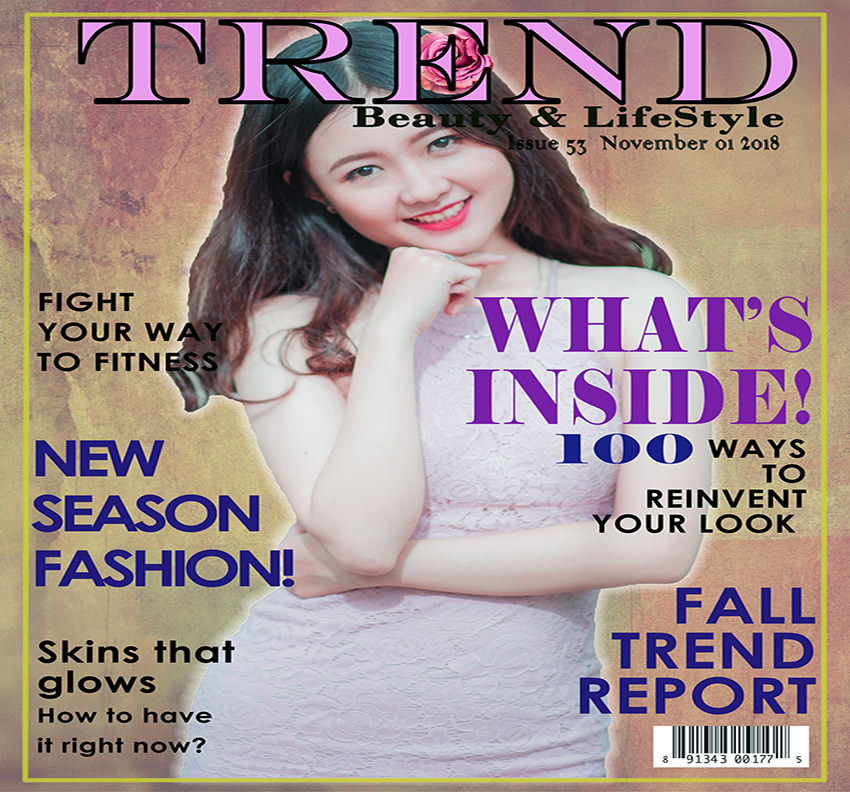 TREND
Beauty & LifeStyle
Issue 53 November 01 2018
FIGHT
YOUR WAY
TO FITNESS
WHAT'S
INSIDE!
100 WAYS
TO
REINVENT
YOUR LOOK
NEW
SEASON
FASHION!
Skins that
glows
How to have
it right now?
FALL
TREND
REPORT
8 91343 00177 5